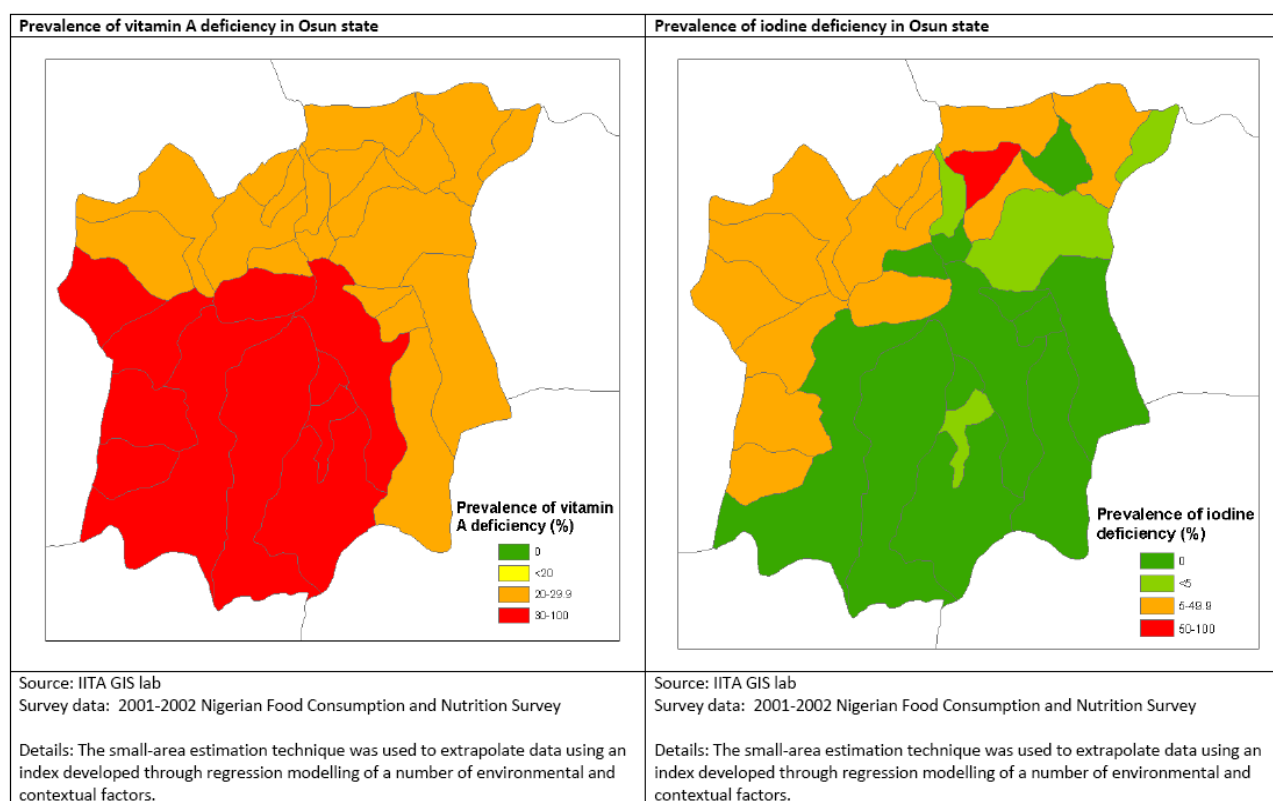 Prevalence of vitamin A deficiency in Osun state
Prevalence of vitamin A
deficiency (%)
0
<20
20-29.9
30-100
Source: IITA GIS lab
Survey data: 2001-2002 Nigerian Food Consumption and Nutrition Survey
Details: The small-area estimation technique was used to extrapolate data using an
index developed through regression modelling of a number of environmental and
contextual factors.
Prevalence of iodine deficiency in Osun state
Prevalence of iodine
deficiency (%)
0
<5
5-49.9
50-100
Source: IITA GIS lab
Survey data: 2001-2002 Nigerian Food Consumption and Nutrition Survey
Details: The small-area estimation technique was used to extrapolate data using an
index developed through regression modelling of a number of environmental and
contextual factors.